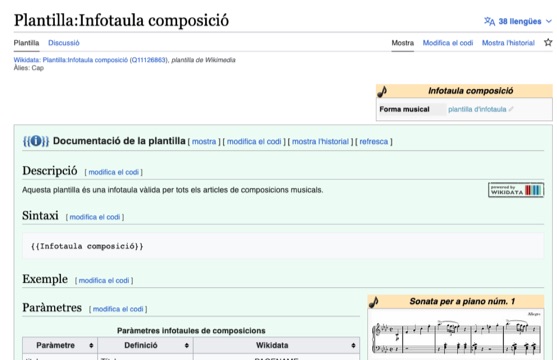 Plantilla:Infotaula composició
38 llengües
Plantilla Discussió
Mostra Modifica el codi Mostra l'historial
Wikidata: Plantilla:Infotaula composició (Q11126863), plantilla de Wikimedia
Àlies: Cap
Infotaula composició
Forma musical plantilla d'infotaula
{{i}} Documentació de la plantilla [ mostra ] [ modifica el codi ] [ mostra l'historial ] [ refresca ]
Descripció [ modifica el codi ]
Aquesta plantilla és una infotaula vàlida per tots els articles de composicions musicals.
powered by
WIKIDATA
Sintaxi [ modifica el codi ]
{{Infotaula composició}}
Exemple [ modifica el codi ]
Paràmetres [ modifica el codi ]
Sonata per a piano núm. 1
Allegro
Paràmetres infotaules de composicions
Paràmetre Definició Wikidata